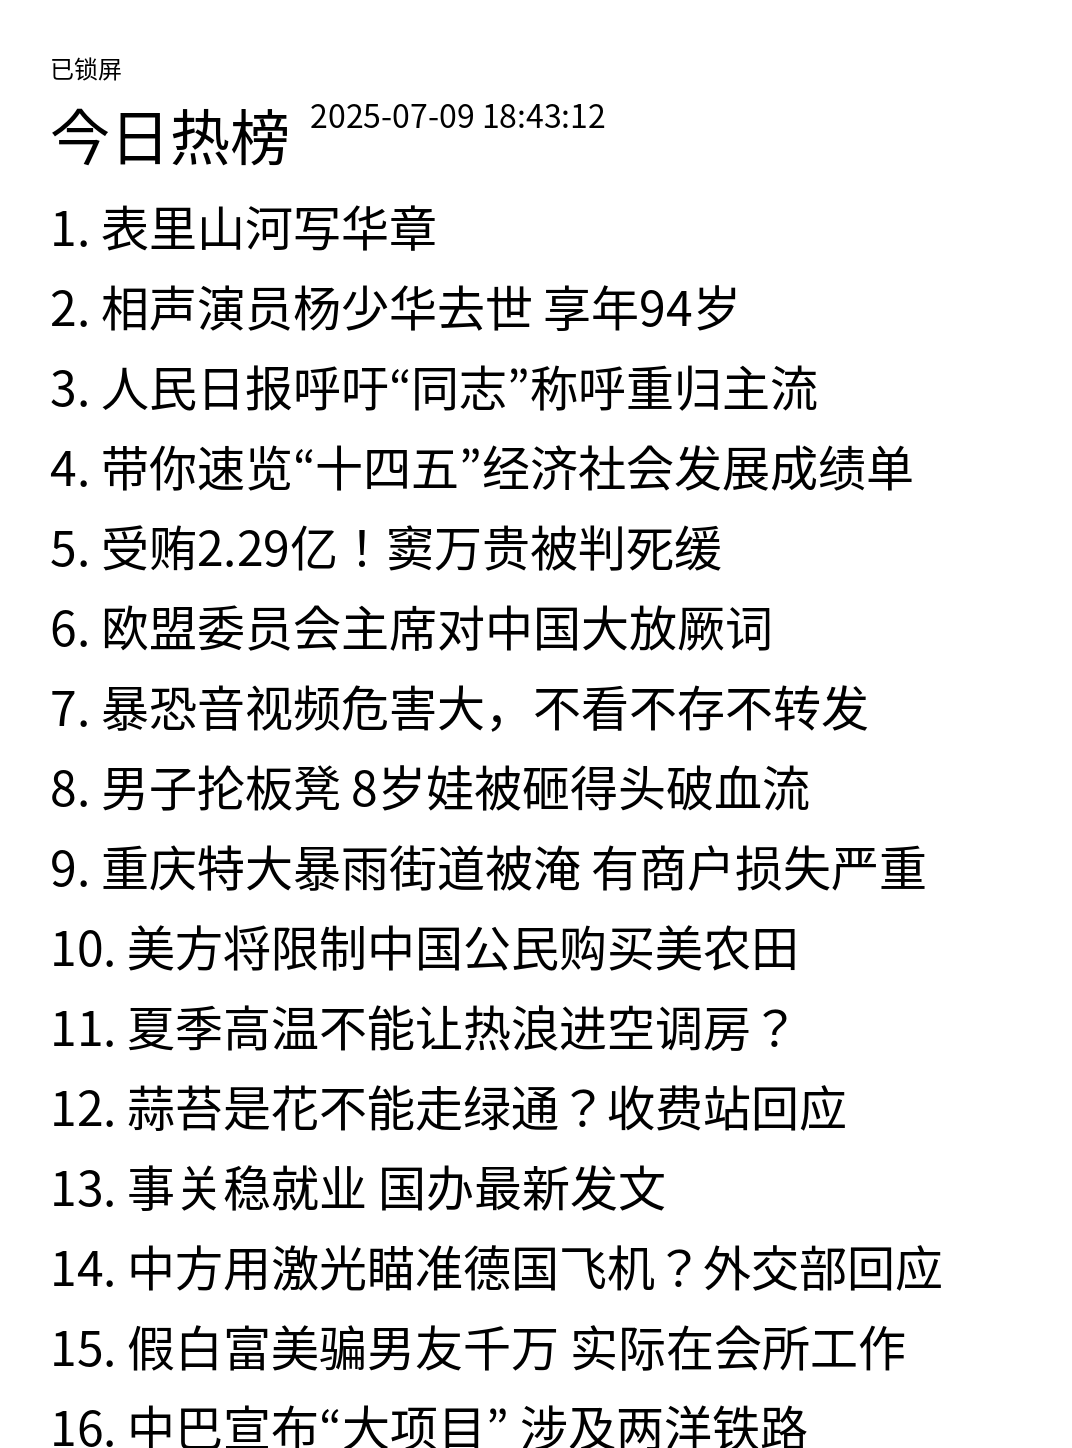 已锁屏
今日热榜 2025-07-09 18:43:12
1. 表里山河写华章
2. 相声演员杨少华去世 享年94岁
3. 人民日报呼吁“同志”称呼重归主流
4. 带你速览“十四五”经济社会发展成绩单
5. 受贿2.29亿！窦万贵被判死缓
6. 欧盟委员会主席对中国大放厥词
7. 暴恐音视频危害大，不看不存不转发
8. 男子抡板凳 8岁娃被砸得头破血流
9. 重庆特大暴雨街道被淹 有商户损失严重
10. 美方将限制中国公民购买美农田
11. 夏季高温不能让热浪进空调房？
12. 蒜苔是花不能走绿通？收费站回应
13. 事关稳就业 国办最新发文
14. 中方用激光瞄准德国飞机？外交部回应
15. 假白富美骗男友千万 实际在会所工作
16. 中巴宣布“大项目” 涉及两洋铁路